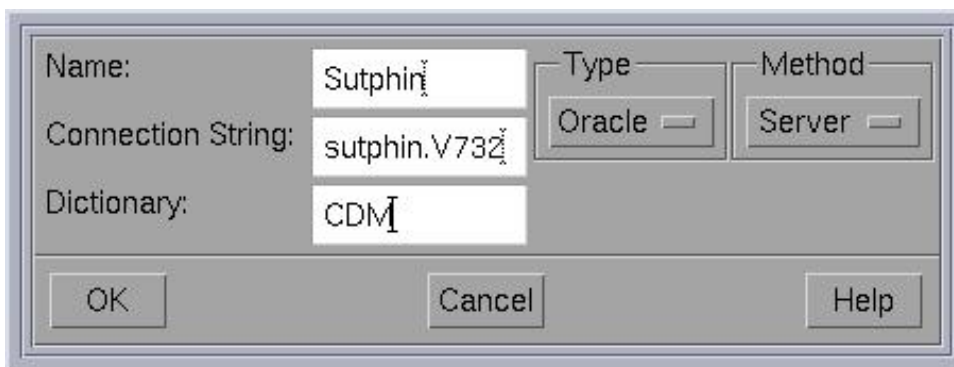 Name: Sutphin
Type
Oracle
Method
Server
Connection String: sutphin.V732
Dictionary: CDM
OK Cancel Help